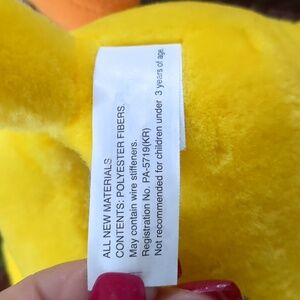 ALL NEW MATERIALS
CONTENTS: POLYESTER FIBERS.
May contain wire stiffeners.
Registration No. PA-5719(KR)
Not recommended for children under 3 years of age.